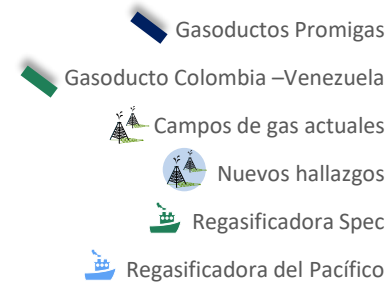 Gasoductos Promigas
Gasoducto Colombia –Venezuela
Campos de gas actuales
Nuevos hallazgos
Regasificadora Spec
Regasificadora del Pacífico